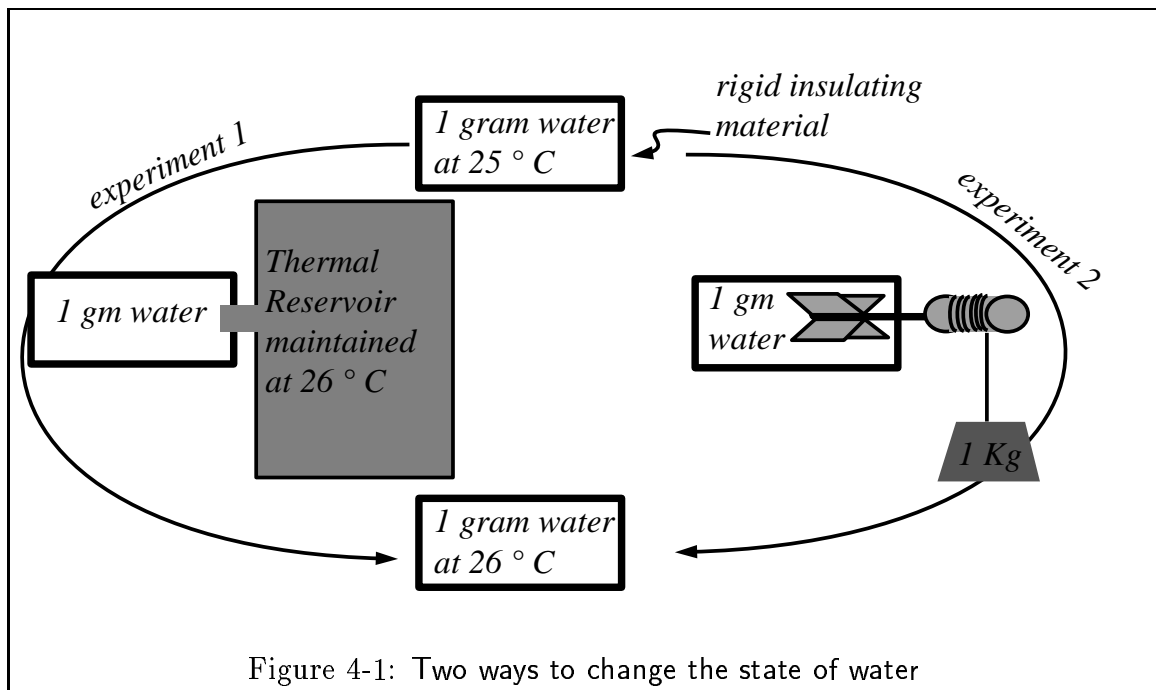 1 gram water
at 25 ° C
rigid insulating
material
experiment 1
experiment 2
1 gm water
Thermal
Reservoir
maintained
at 26 ° C
1 gm
water
1 Kg
1 gram water
at 26 ° C
Figure 4-1: Two ways to change the state of water